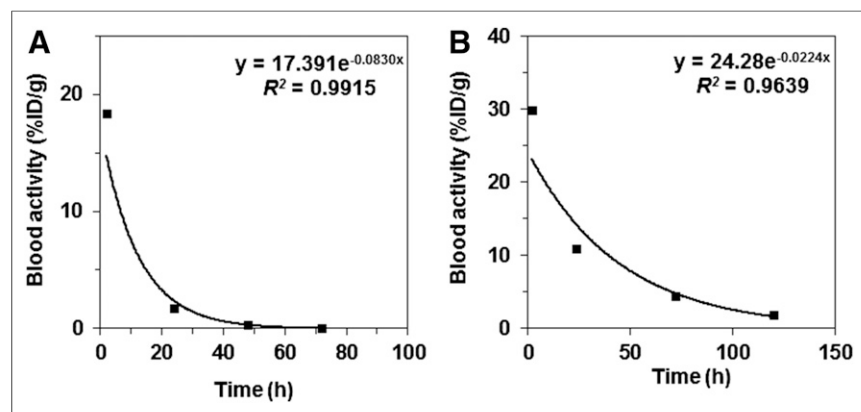 A
y = 17.391e^-0.0830x
R² = 0.9915
Blood activity (%ID/g)
20
10
0
0 20 40 60 80 100
Time (h)
B
y = 24.28e^-0.0224x
R² = 0.9639
Blood activity (%ID/g)
40
30
20
10
0
0 50 100 150
Time (h)